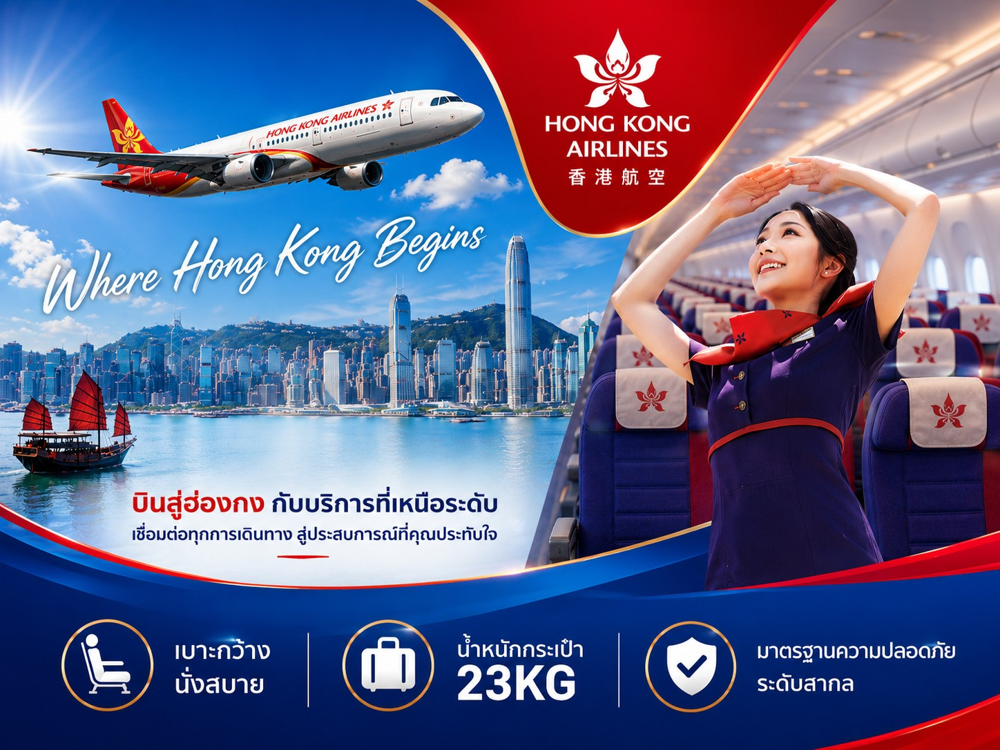 HONG KONG
AIRLINES
香港航空
HONG KONG AIRLINES
Where Hong Kong Begins
บินสู่ฮ่องกง กับบริการที่เหนือระดับ
เชื่อมต่อทุกการเดินทาง สู่ประสบการณ์ที่คุณประทับใจ
เบาะกว้าง
นั่งสบาย
น้ำหนักกระเป๋า
23KG
มาตรฐานความปลอดภัย
ระดับสากล